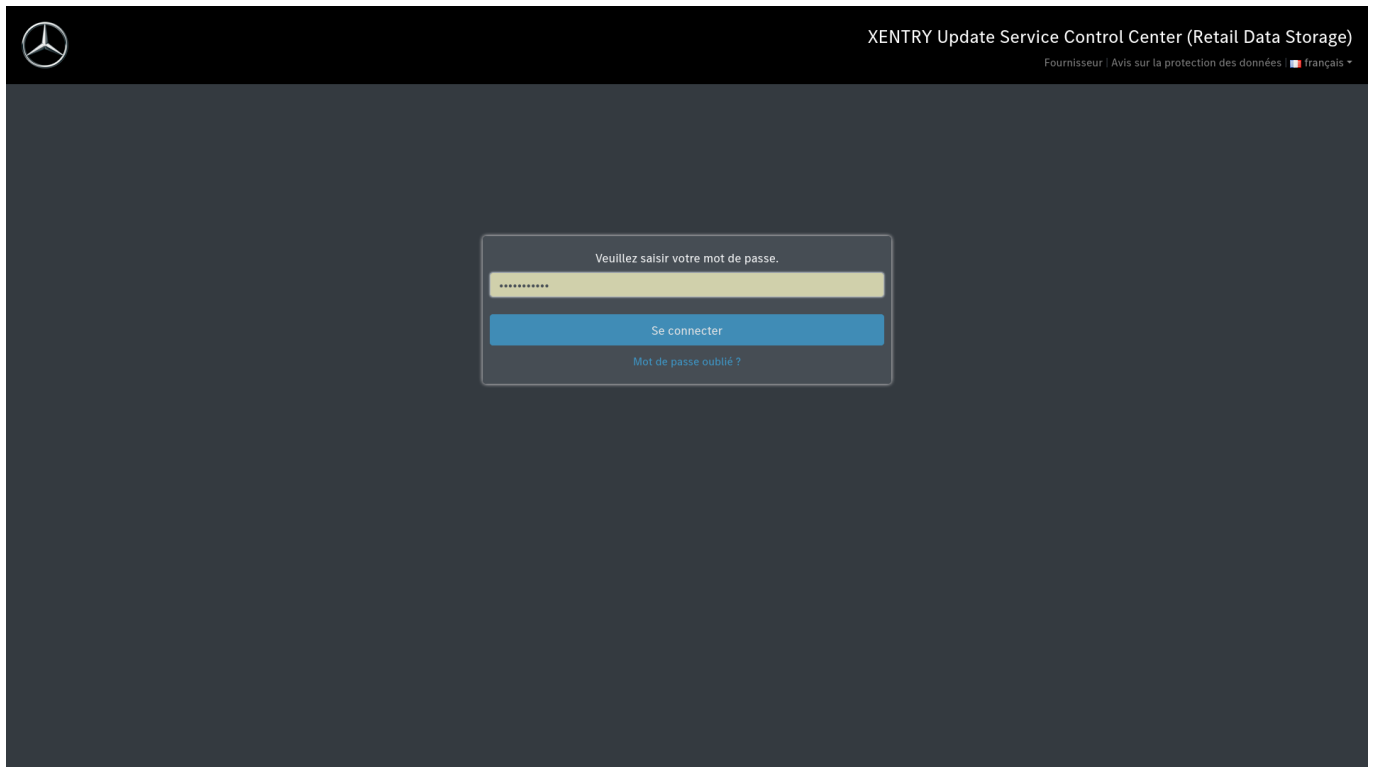 XENTRY Update Service Control Center (Retail Data Storage)
Fournisseur | Avis sur la protection des données | français
Veuillez saisir votre mot de passe.
•••••••••••
Se connecter
Mot de passe oublié ?